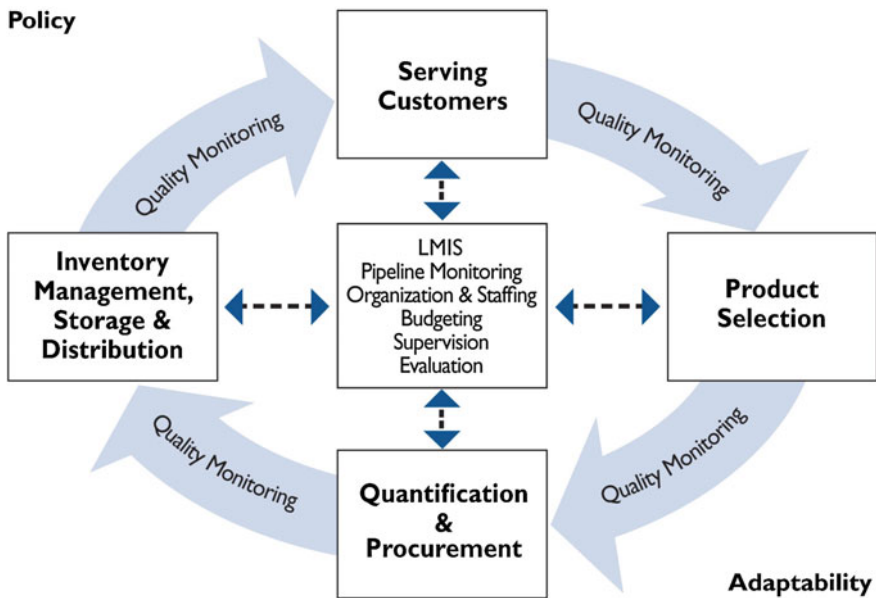 Policy
Serving
Customers
Quality Monitoring
Quality Monitoring
Inventory
Management,
Storage &
Distribution
LMIS
Pipeline Monitoring
Organization & Staffing
Budgeting
Supervision
Evaluation
Product
Selection
Quality Monitoring
Quality Monitoring
Quantification
&
Procurement
Adaptability